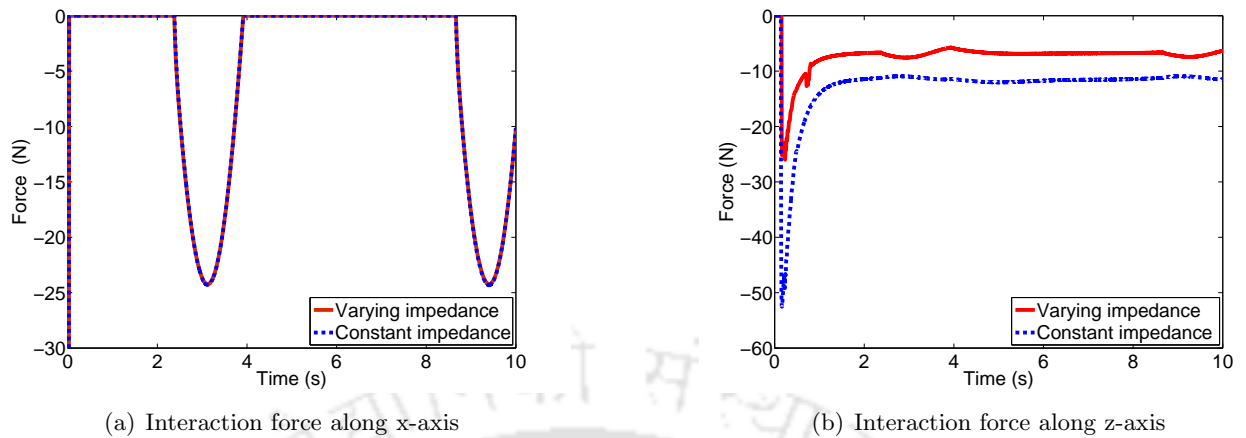 0
−5
−10
−15
−20
−25
−30
Force (N)
0 2 4 6 8 10
Time (s)
Varying impedance
Constant impedance
(a) Interaction force along x-axis
0
−10
−20
−30
−40
−50
−60
Force (N)
0 2 4 6 8 10
Time (s)
Varying impedance
Constant impedance
(b) Interaction force along z-axis